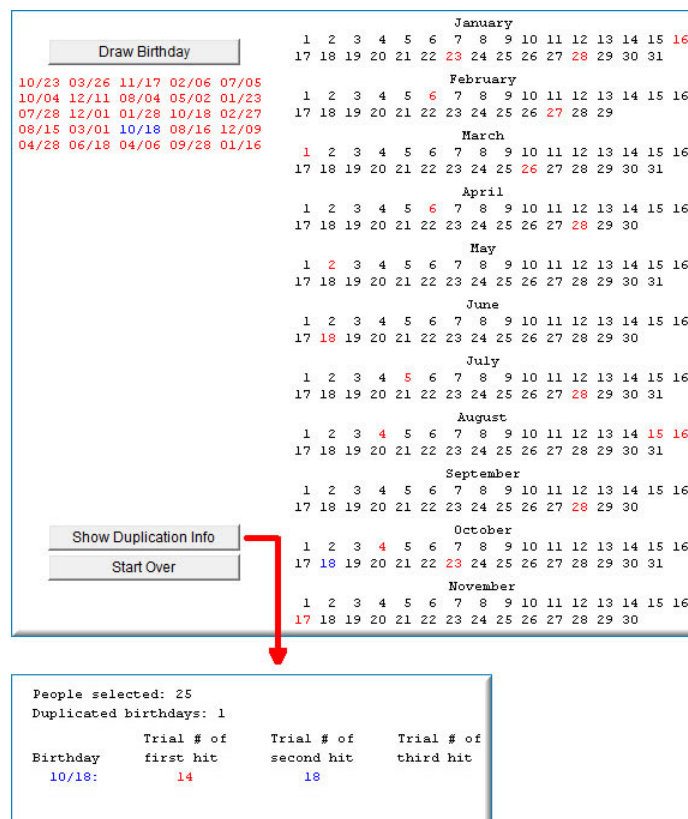 Draw Birthday
10/23 03/26 11/17 02/06 07/05
10/04 12/11 08/04 05/02 01/23
07/28 12/01 01/28 10/18 02/27
08/15 03/01 10/18 08/16 12/09
04/28 06/18 04/06 09/28 01/16
Show Duplication Info
Start Over
January
1 2 3 4 5 6 7 8 9 10 11 12 13 14 15 16
17 18 19 20 21 22 23 24 25 26 27 28 29 30 31
February
1 2 3 4 5 6 7 8 9 10 11 12 13 14 15 16
17 18 19 20 21 22 23 24 25 26 27 28 29
March
1 2 3 4 5 6 7 8 9 10 11 12 13 14 15 16
17 18 19 20 21 22 23 24 25 26 27 28 29 30 31
April
1 2 3 4 5 6 7 8 9 10 11 12 13 14 15 16
17 18 19 20 21 22 23 24 25 26 27 28 29 30
May
1 2 3 4 5 6 7 8 9 10 11 12 13 14 15 16
17 18 19 20 21 22 23 24 25 26 27 28 29 30 31
June
1 2 3 4 5 6 7 8 9 10 11 12 13 14 15 16
17 18 19 20 21 22 23 24 25 26 27 28 29 30
July
1 2 3 4 5 6 7 8 9 10 11 12 13 14 15 16
17 18 19 20 21 22 23 24 25 26 27 28 29 30 31
August
1 2 3 4 5 6 7 8 9 10 11 12 13 14 15 16
17 18 19 20 21 22 23 24 25 26 27 28 29 30 31
September
1 2 3 4 5 6 7 8 9 10 11 12 13 14 15 16
17 18 19 20 21 22 23 24 25 26 27 28 29 30
October
1 2 3 4 5 6 7 8 9 10 11 12 13 14 15 16
17 18 19 20 21 22 23 24 25 26 27 28 29 30 31
November
1 2 3 4 5 6 7 8 9 10 11 12 13 14 15 16
17 18 19 20 21 22 23 24 25 26 27 28 29 30
People selected: 25
Duplicated birthdays: 1
Trial # of Trial # of Trial # of
Birthday first hit second hit third hit
10/18: 14 18